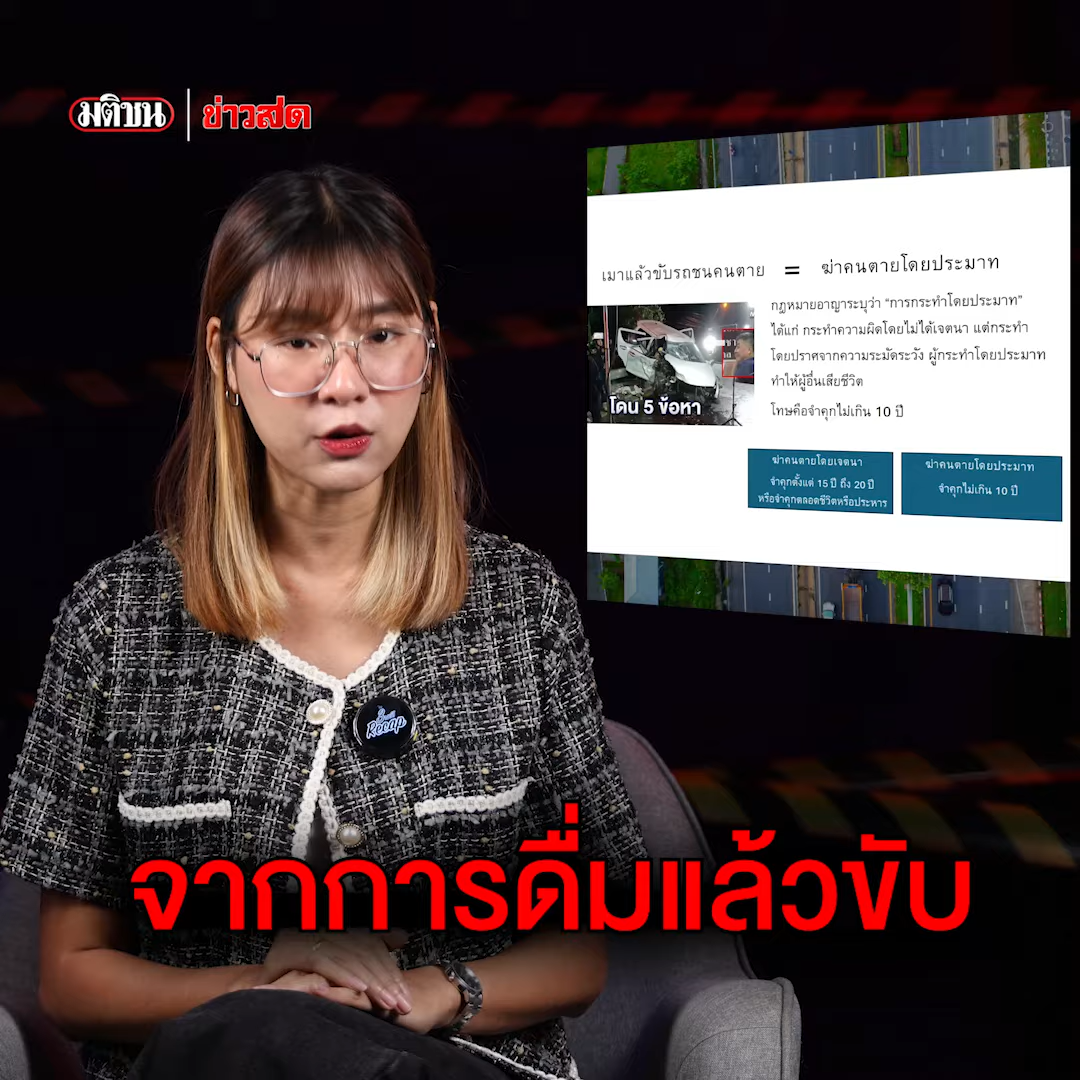 มติชน
ข่าวสด
เมาแล้วขับรถชนคนตาย = ฆ่าคนตายโดยประมาท
กฎหมายอาญาระบุว่า “การกระทำโดยประมาท”
ได้แก่ กระทำความผิดโดยไม่ได้เจตนา แต่กระทำ
โดยปราศจากความระมัดระวัง ผู้กระทำโดยประมาท
ทำให้ผู้อื่นเสียชีวิต
โทษคือจำคุกไม่เกิน 10 ปี
โดน 5 ข้อหา
ฆ่าคนตายโดยเจตนา
จำคุกตั้งแต่ 15 ปี ถึง 20 ปี
หรือจำคุกตลอดชีวิตหรือประหาร
ฆ่าคนตายโดยประมาท
จำคุกไม่เกิน 10 ปี
Recap
จากการดื่มแล้วขับ